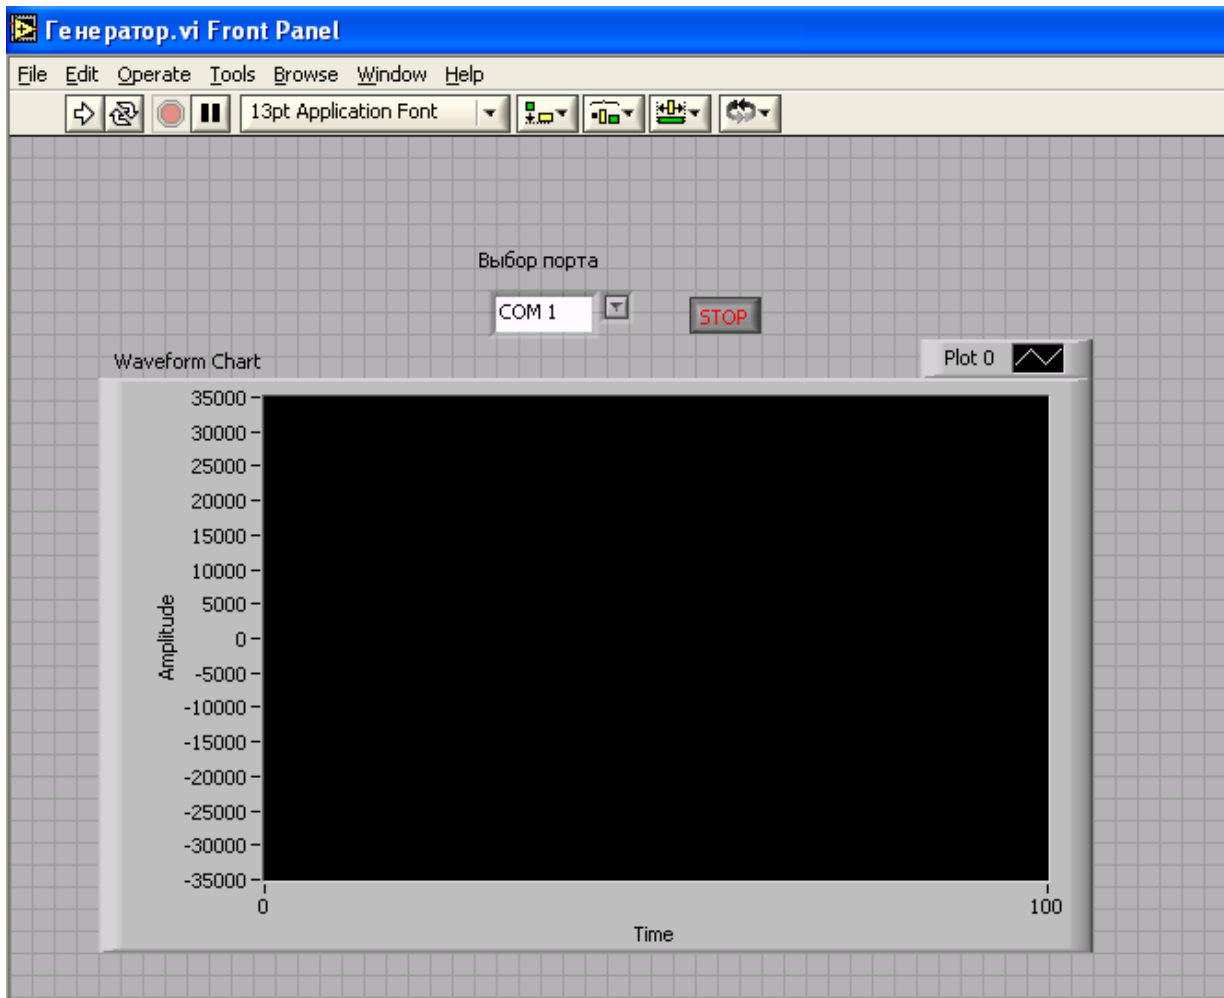 Генератор.vi Front Panel
File Edit Operate Tools Browse Window Help
13pt Application Font
Выбор порта
COM 1
STOP
Waveform Chart
Plot 0
35000
30000
25000
20000
15000
10000
5000
0
-5000
-10000
-15000
-20000
-25000
-30000
-35000
Amplitude
0
100
Time